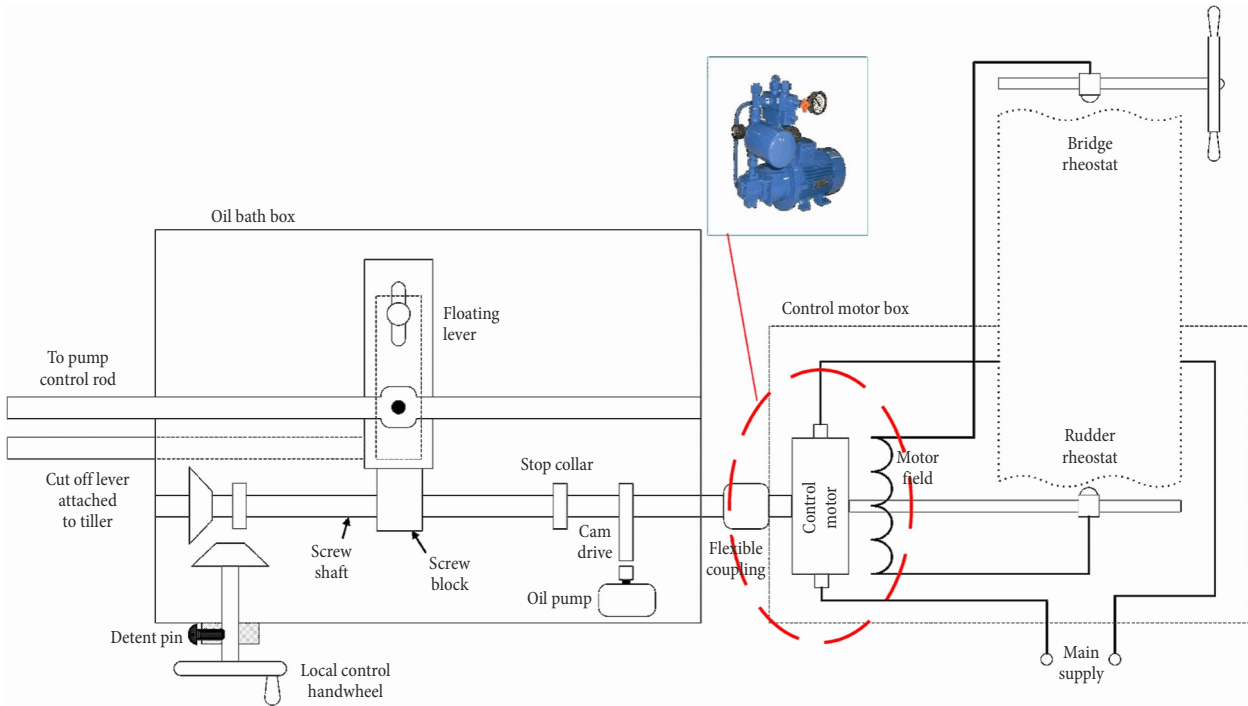 Bridge
rheostat
Oil bath box
Control motor box
Floating
lever
To pump
control rod
Cut off lever
attached
to tiller
Stop collar
Motor
field
Rudder
rheostat
Control
motor
Screw
shaft
Screw
block
Cam
drive
Flexible
coupling
Oil pump
Detent pin
Local control
handwheel
Main
supply